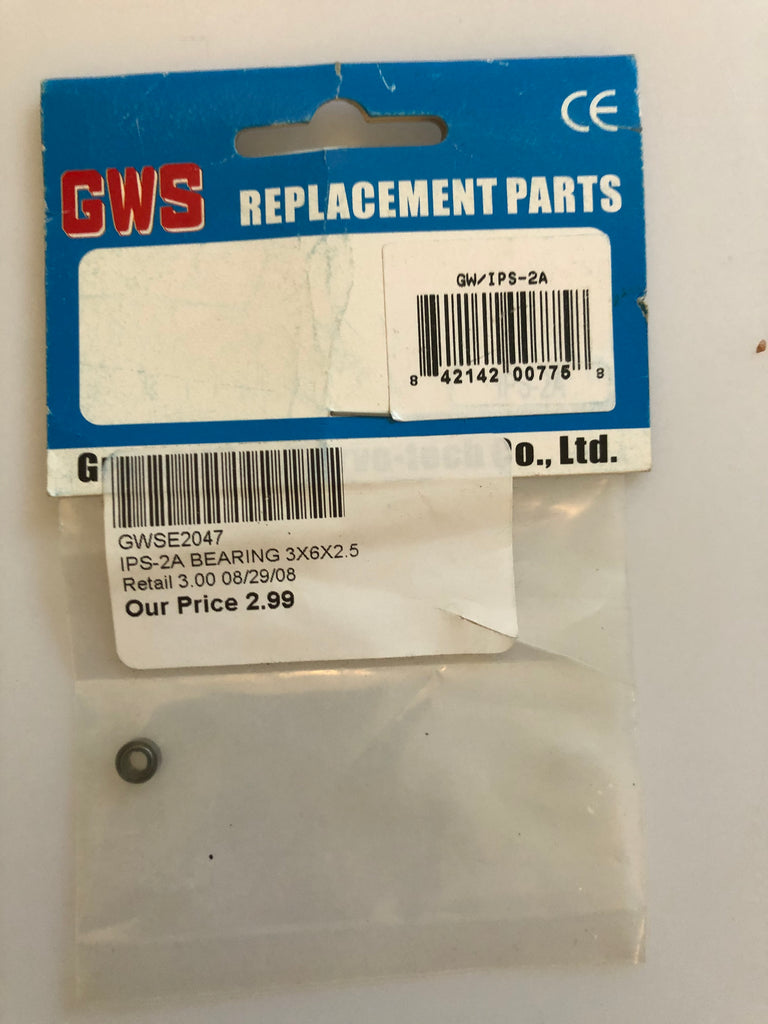 CE
GWS REPLACEMENT PARTS
GW/IPS-2A
8 42142 00775 8
Co., Ltd.
GWSE2047
IPS-2A BEARING 3X6X2.5
Retail 3.00 08/29/08
Our Price 2.99